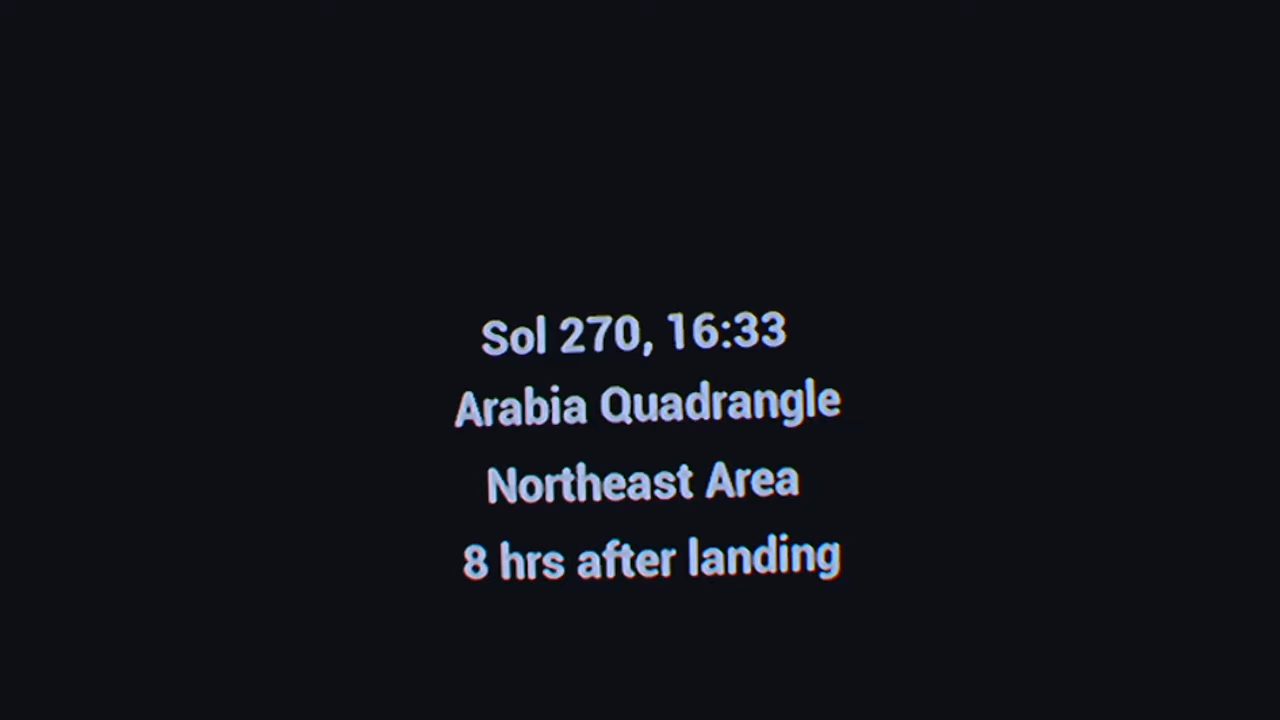 Sol 270, 16:33
Arabia Quadrangle
Northeast Area
8 hrs after landing